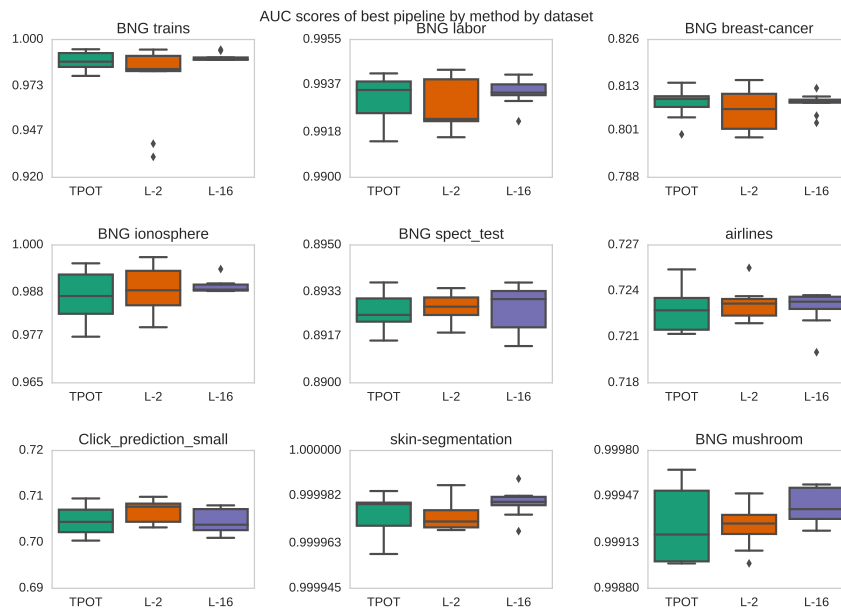 AUC scores of best pipeline by method by dataset
BNG trains
1.000
0.973
0.947
0.920
TPOT L-2 L-16
BNG labor
0.9955
0.9937
0.9918
0.9900
TPOT L-2 L-16
BNG breast-cancer
0.826
0.813
0.801
0.788
TPOT L-2 L-16
BNG ionosphere
1.000
0.988
0.977
0.965
TPOT L-2 L-16
BNG spect_test
0.8950
0.8933
0.8917
0.8900
TPOT L-2 L-16
airlines
0.727
0.724
0.721
0.718
TPOT L-2 L-16
Click_prediction_small
0.72
0.71
0.70
0.69
TPOT L-2 L-16
skin-segmentation
1.000000
0.999982
0.999963
0.999945
TPOT L-2 L-16
BNG mushroom
0.99980
0.99947
0.99913
0.99880
TPOT L-2 L-16